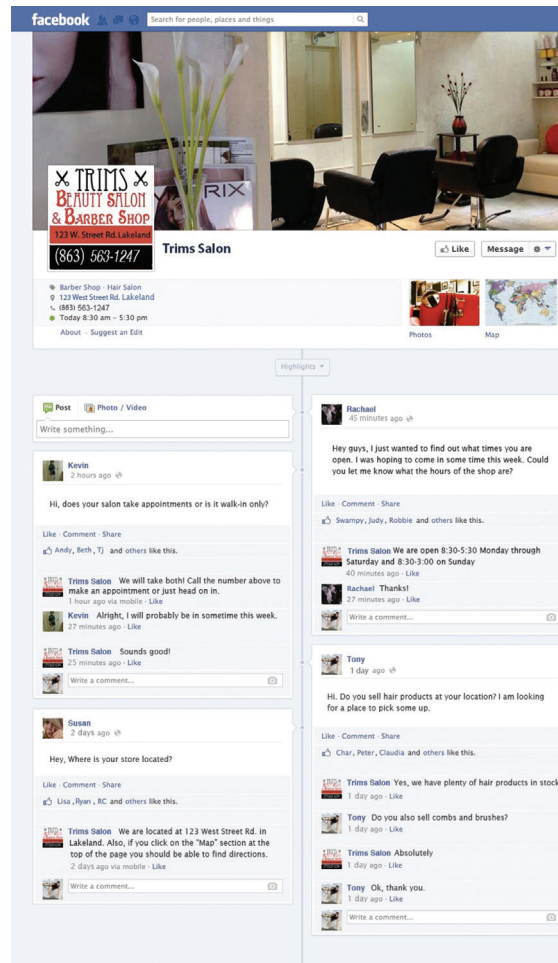 facebook
Search for people, places and things
RIX
TRIMS
BEAUTY SALON
& BARBER SHOP
123 W. Street Rd. Lakeland
(863) 563-1247
Trims Salon
Like
Message
Barber Shop · Hair Salon
123 West Street Rd. Lakeland
(863) 563-1247
Today 8:30 am - 5:30 pm
About · Suggest an Edit
Photos
Map
Highlights
Post
Photo / Video
Write something...
Kevin
2 hours ago
Hi, does your salon take appointments or is it walk-in only?
Like · Comment · Share
Andy, Beth, Tj and others like this.
Trims Salon We will take both! Call the number above to
make an appointment or just head on in.
1 hour ago via mobile · Like
Kevin Alright, I will probably be in sometime this week.
27 minutes ago · Like
Trims Salon Sounds good!
25 minutes ago · Like
Write a comment...
Susan
2 days ago
Hey, Where is your store located?
Like · Comment · Share
Lisa ,Ryan , RC and others like this.
Trims Salon We are located at 123 West Street Rd. in
Lakeland. Also, if you click on the "Map" section at the
top of the page you should be able to find directions.
2 days ago via mobile · Like
Write a comment...
Rachael
45 minutes ago
Hey guys, I just wanted to find out what times you are
open. I was hoping to come in some time this week. Could
you let me know what the hours of the shop are?
Like · Comment · Share
Swampy, Judy, Robbie and others like this.
Trims Salon We are open 8:30-5:30 Monday through
Saturday and 8:30-3:00 on Sunday
40 minutes ago · Like
Rachael Thanks!
27 minutes ago · Like
Write a comment...
Tony
1 day ago
Hi. Do you sell hair products at your location? I am looking
for a place to pick some up.
Like · Comment · Share
Char, Peter, Claudia and others like this.
Trims Salon Yes, we have plenty of hair products in stock
1 day ago · Like
Tony Do you also sell combs and brushes?
1 day ago · Like
Trims Salon Absolutely
1 day ago · Like
Tony Ok, thank you.
1 day ago · Like
Write a comment...